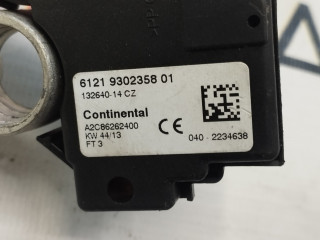 6121 9302358 01
132640-14 CZ
Continental
A2C86262400
KW 44/13
FT 3
CE
040 - 2234638